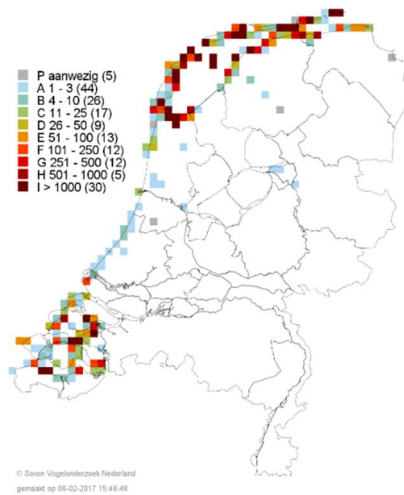 P aanwezig (5)
A 1 - 3 (44)
B 4 - 10 (26)
C 11 - 25 (17)
D 26 - 50 (9)
E 51 - 100 (13)
F 101 - 250 (12)
G 251 - 500 (12)
H 501 - 1000 (5)
I > 1000 (30)
© Sovon Vogelonderzoek Nederland
gemaakt op 06-02-2017 15:46:48